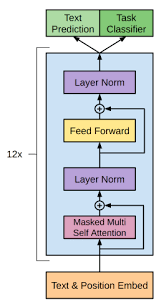 Text
Prediction
Task
Classifier
Layer Norm
+
Feed Forward
12x
Layer Norm
+
Masked Multi
Self Attention
Text & Position Embed